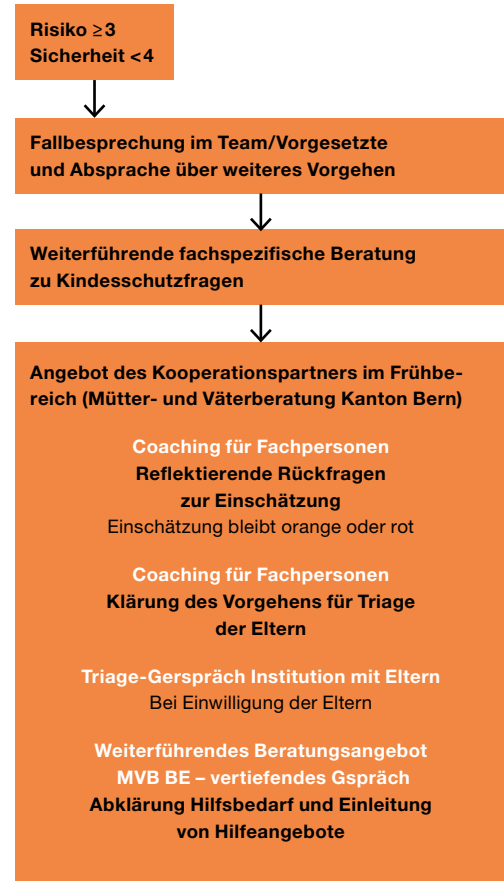 Risiko ≥3
Sicherheit <4
Fallbesprechung im Team/Vorgesetzte
und Absprache über weiteres Vorgehen
Weiterführende fachspezifische Beratung
zu Kindesschutzfragen
Angebot des Kooperationspartners im Frühbe-
reich (Mütter- und Väterberatung Kanton Bern)
Coaching für Fachpersonen
Reflektierende Rückfragen
zur Einschätzung
Einschätzung bleibt orange oder rot
Coaching für Fachpersonen
Klärung des Vorgehens für Triage
der Eltern
Triage-Gerspräch Institution mit Eltern
Bei Einwilligung der Eltern
Weiterführendes Beratungsangebot
MVB BE – vertiefendes Gspräch
Abklärung Hilfsbedarf und Einleitung
von Hilfeangebote